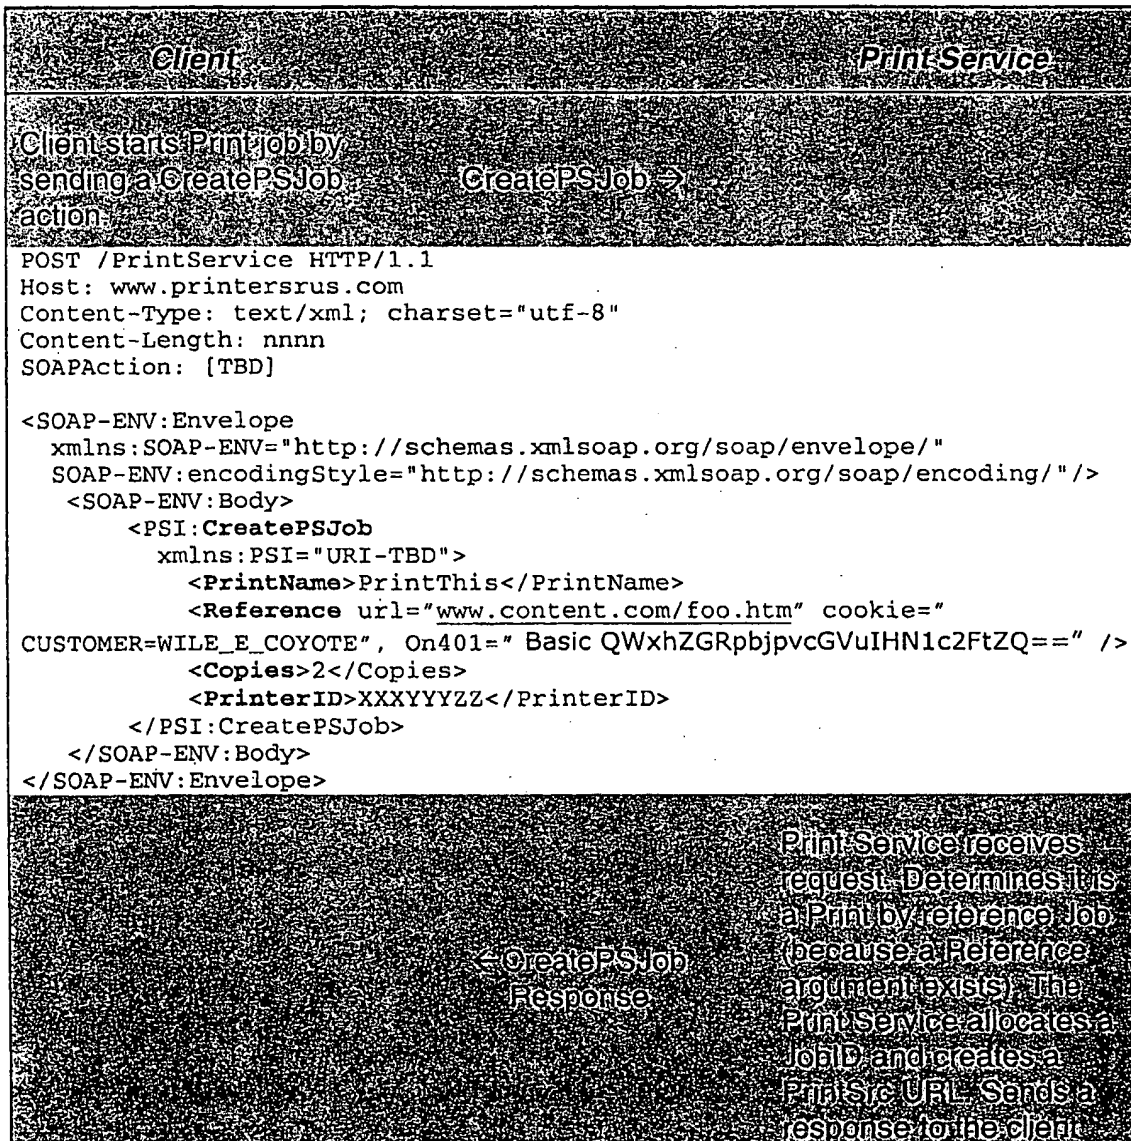 Client Print Service
Client starts Print job by
sending a CreatePSJob CreatePSJob →
action
POST /PrintService HTTP/1.1
Host: www.printersrus.com
Content-Type: text/xml; charset="utf-8"
Content-Length: nnnn
SOAPAction: [TBD]
<SOAP-ENV:Envelope
xmlns:SOAP-ENV="http://schemas.xmlsoap.org/soap/envelope/"
SOAP-ENV:encodingStyle="http://schemas.xmlsoap.org/soap/encoding/"/>
<SOAP-ENV:Body>
<PSI:CreatePSJob
xmlns:PSI="URI-TBD">
<PrintName>PrintThis</PrintName>
<Reference url="www.content.com/foo.htm" cookie="
CUSTOMER=WILE_E_COYOTE", On401=" Basic QWxhZGRpbjpvcGVuIHN1c2FtZQ==" />
<Copies>2</Copies>
<PrinterID>XXXYYYZZ</PrinterID>
</PSI:CreatePSJob>
</SOAP-ENV:Body>
</SOAP-ENV:Envelope>
Print Service receives
request. Determines it is
a Print by reference Job
(because a Reference
argument exists). The
Print Service allocates a
JobID and creates a
PrintSrc URL. Sends a
response to the client
←CreatePSJob
Response